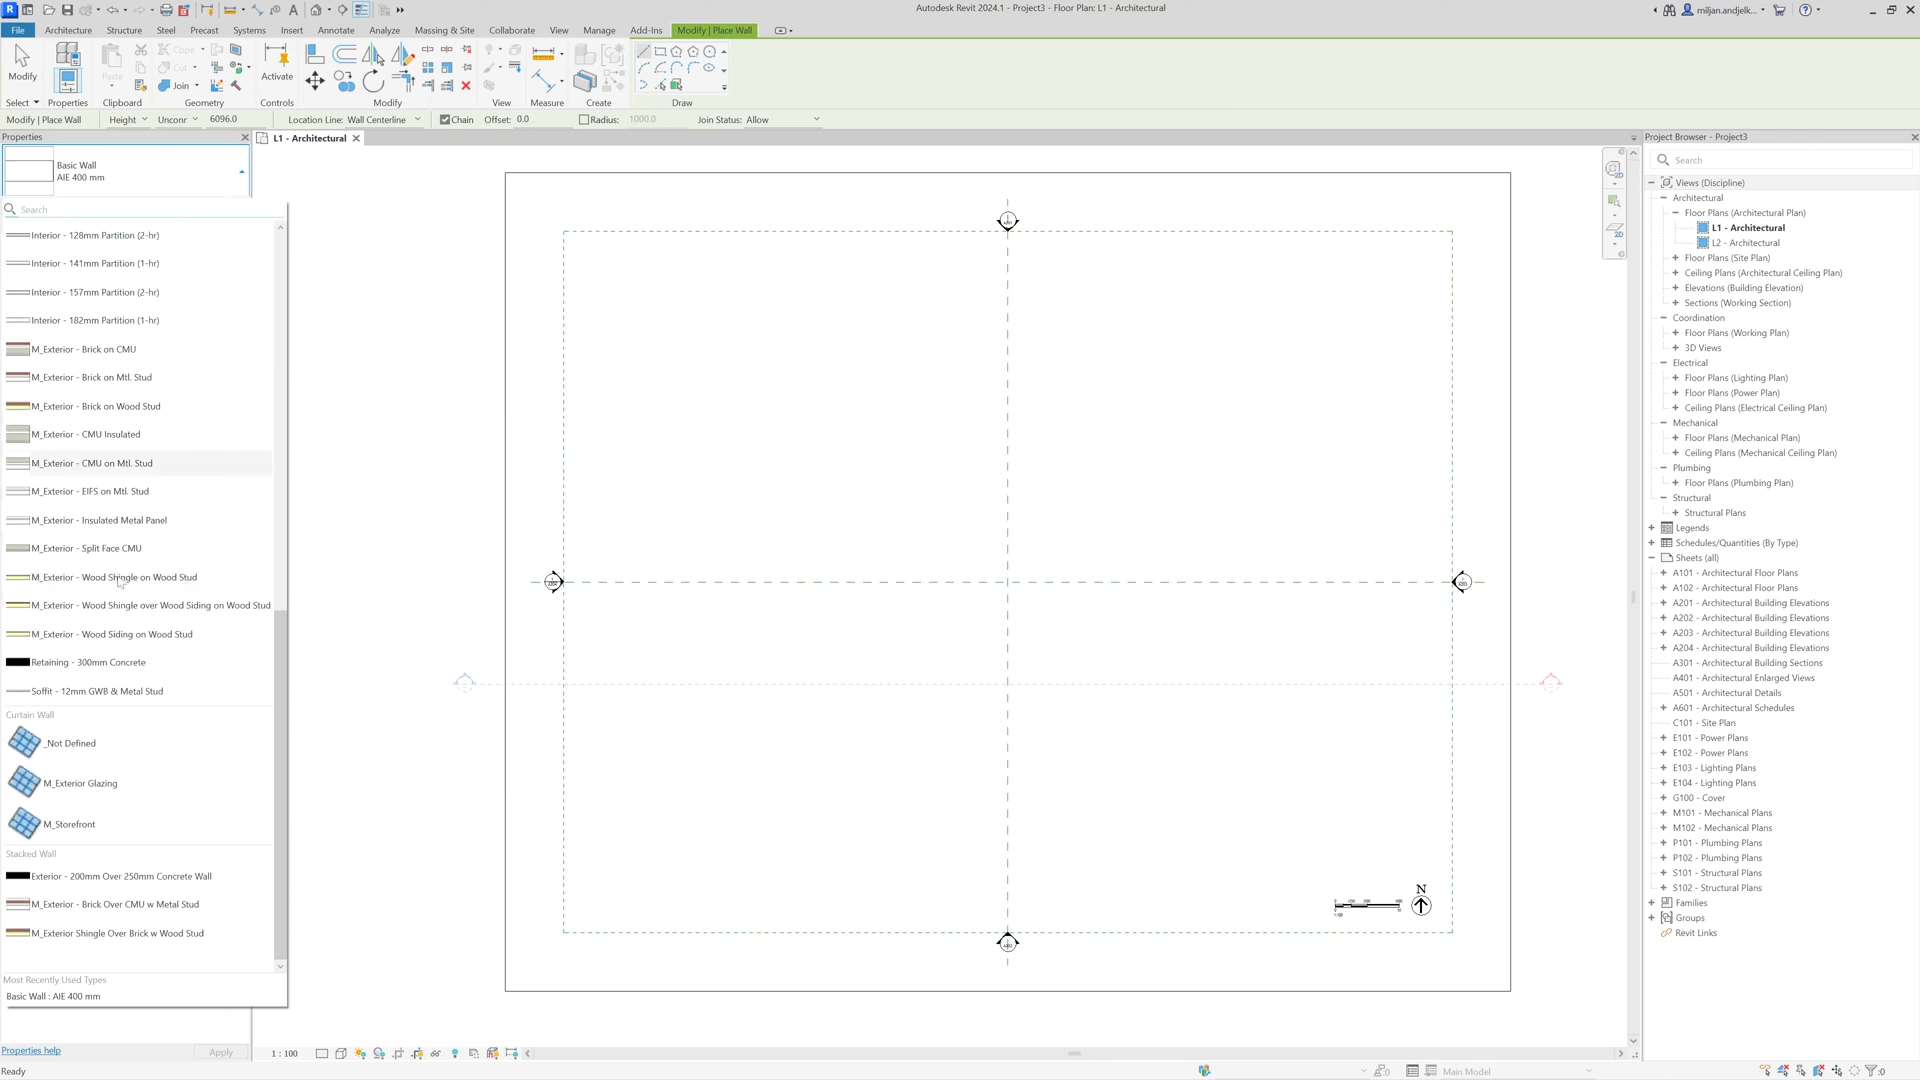 Autodesk Revit 2024.1 - Project3 - Floor Plan: L1 - Architectural
miljan.andjelk...
File Architecture Structure Steel Precast Systems Insert Annotate Analyze Massing & Site Collaborate View Manage Add-Ins Modify | Place Wall
Modify
Paste
Cope
Cut
Join
Activate
Select Properties Clipboard Geometry Controls Modify View Measure Create Draw
Modify | Place Wall Height Unconr 6096.0 Location Line: Wall Centerline Chain Offset: 0.0 Radius: 1000.0 Join Status: Allow
Properties
L1 - Architectural
Basic Wall
AIE 400 mm
Search
Interior - 128mm Partition (2-hr)
Interior - 141mm Partition (1-hr)
Interior - 157mm Partition (2-hr)
Interior - 182mm Partition (1-hr)
M_Exterior - Brick on CMU
M_Exterior - Brick on Mtl. Stud
M_Exterior - Brick on Wood Stud
M_Exterior - CMU Insulated
M_Exterior - CMU on Mtl. Stud
M_Exterior - EIFS on Mtl. Stud
M_Exterior - Insulated Metal Panel
M_Exterior - Split Face CMU
M_Exterior - Wood Shingle on Wood Stud
M_Exterior - Wood Shingle over Wood Siding on Wood Stud
M_Exterior - Wood Siding on Wood Stud
Retaining - 300mm Concrete
Soffit - 12mm GWB & Metal Stud
Curtain Wall
_Not Defined
M_Exterior Glazing
M_Storefront
Stacked Wall
Exterior - 200mm Over 250mm Concrete Wall
M_Exterior - Brick Over CMU w Metal Stud
M_Exterior Shingle Over Brick w Wood Stud
Most Recently Used Types
Basic Wall : AIE 400 mm
Properties help
Apply
Ready
N
1 : 100
:0
Main Model
:0
Project Browser - Project3
Search
Views (Discipline)
Architectural
Floor Plans (Architectural Plan)
L1 - Architectural
L2 - Architectural
Floor Plans (Site Plan)
Ceiling Plans (Architectural Ceiling Plan)
Elevations (Building Elevation)
Sections (Working Section)
Coordination
Floor Plans (Working Plan)
3D Views
Electrical
Floor Plans (Lighting Plan)
Floor Plans (Power Plan)
Ceiling Plans (Electrical Ceiling Plan)
Mechanical
Floor Plans (Mechanical Plan)
Ceiling Plans (Mechanical Ceiling Plan)
Plumbing
Floor Plans (Plumbing Plan)
Structural
Structural Plans
Legends
Schedules/Quantities (By Type)
Sheets (all)
A101 - Architectural Floor Plans
A102 - Architectural Floor Plans
A201 - Architectural Building Elevations
A202 - Architectural Building Elevations
A203 - Architectural Building Elevations
A204 - Architectural Building Elevations
A301 - Architectural Building Sections
A401 - Architectural Enlarged Views
A501 - Architectural Details
A601 - Architectural Schedules
C101 - Site Plan
E101 - Power Plans
E102 - Power Plans
E103 - Lighting Plans
E104 - Lighting Plans
G100 - Cover
M101 - Mechanical Plans
M102 - Mechanical Plans
P101 - Plumbing Plans
P102 - Plumbing Plans
S101 - Structural Plans
S102 - Structural Plans
Families
Groups
Revit Links